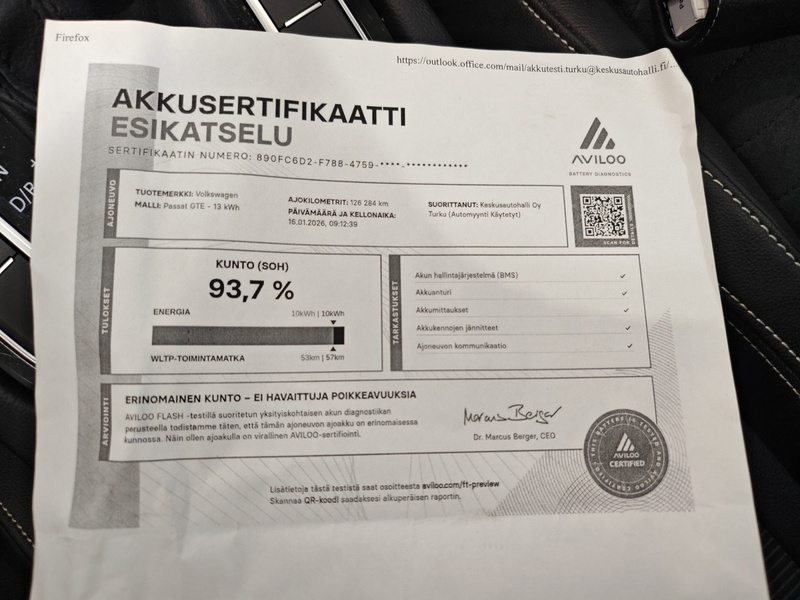 Firefox
https://outlook.office.com/mail/akkutesti.turku@keskusautohalli.fi/...
AKKUSERTIFIKAATTI
ESIKATSELU
SERTIFIKAATIN NUMERO: 890FC6D2-F788-4759-****-************
AVILOO
BATTERY DIAGNOSTICS
AJONEUVO
TUOTEMERKKI: Volkswagen
MALLI: Passat GTE - 13 kWh
AJOKILOMETRIT: 126 284 km
PÄIVÄMÄÄRÄ JA KELLONAIKA:
16.01.2026, 09:12:39
SUORITTANUT: Keskusautohalli Oy
Turku (Automyynti Käytetyt)
SCAN FOR DETAILS
TULOKSET
KUNTO (SOH)
93,7 %
ENERGIA
10kWh | 10kWh
WLTP-TOIMINTAMATKA
53km | 57km
TARKASTUKSET
Akun hallintajärjestelmä (BMS) ✓
Akkuanturi ✓
Akkumittaukset ✓
Akkukennojen jännitteet ✓
Ajoneuvon kommunikaatio ✓
ARVIOINTI
ERINOMAINEN KUNTO – EI HAVAITTUJA POIKKEAVUUKSIA
AVILOO FLASH -testillä suoritetun yksityiskohtaisen akun diagnostiikan
perusteella todistamme täten, että tämän ajoneuvon ajoakku on erinomaisessa
kunnossa. Näin ollen ajoakulla on virallinen AVILOO-sertifiointi.
Marcus Berger
Dr. Marcus Berger, CEO
AVILOO
CERTIFIED
Lisätietoja tästä testistä saat osoitteesta aviloo.com/ft-preview
Skannaa QR-koodi saadaksesi alkuperäisen raportin.